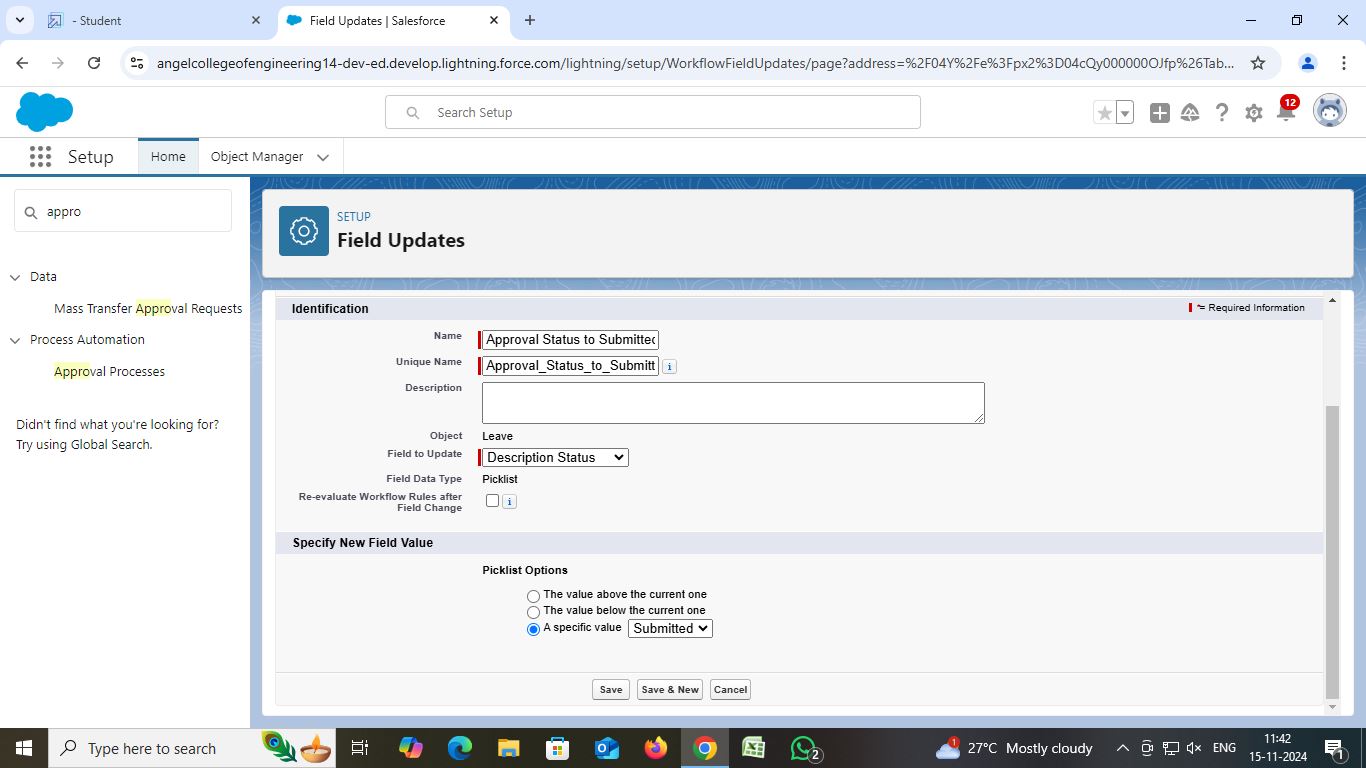 - Student
Field Updates | Salesforce
angelcollegeofengineering14-dev-ed.develop.lightning.force.com/lightning/setup/WorkflowFieldUpdates/page?address=%2F04Y%2Fe%3Fpx2%3D04cQy000000OJfp%26Tab...
Search Setup
12
Setup
Home
Object Manager
appro
SETUP
Field Updates
Data
Mass Transfer Approval Requests
Process Automation
Approval Processes
Didn't find what you're looking for?
Try using Global Search.
Identification
= Required Information
Name
Approval Status to Submitted
Unique Name
Approval_Status_to_Submitt
i
Description
Object
Leave
Field to Update
Description Status
Field Data Type
Picklist
Re-evaluate Workflow Rules after
Field Change
i
Specify New Field Value
Picklist Options
The value above the current one
The value below the current one
A specific value
Submitted
Save
Save & New
Cancel
Type here to search
2
1
27°C Mostly cloudy
ENG
11:42
15-11-2024
1